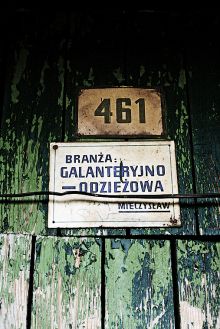 461
BRANŻA:
GALANTERYJNO
—ODZIEŻOWA
MIECZYSŁAW